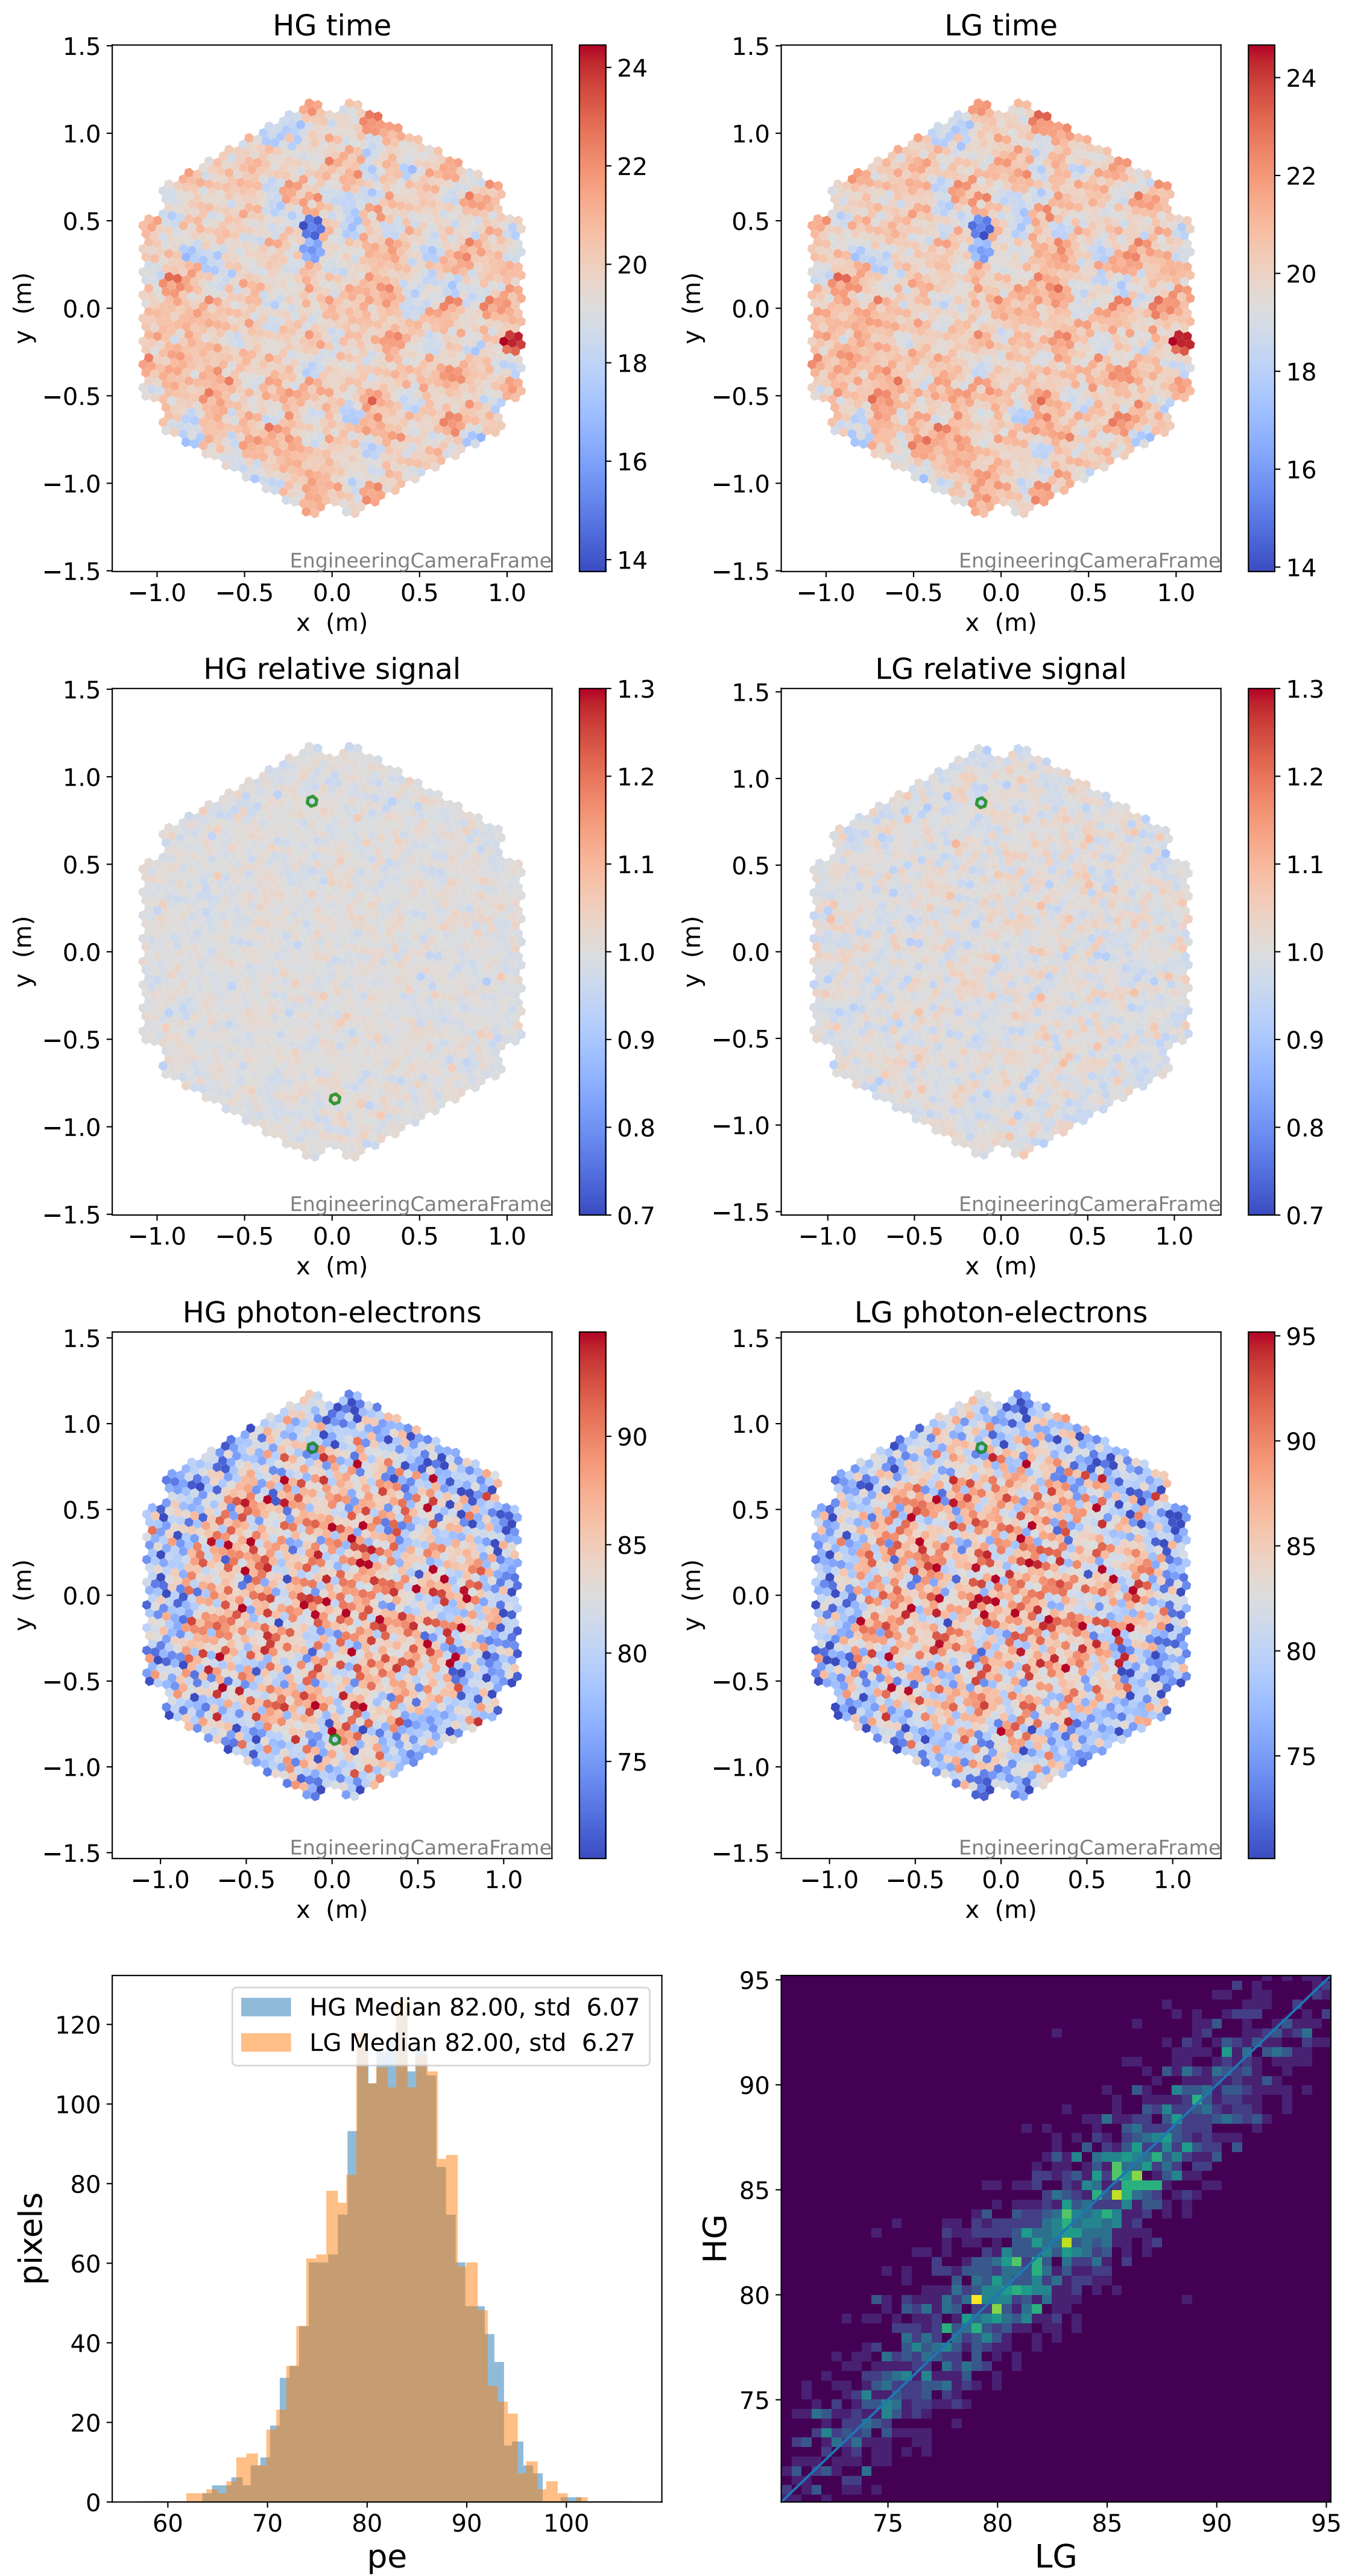 HG time
LG time
1.5
1.0
0.5
0.0
−0.5
−1.0
−1.5
y (m)
−1.0 −0.5 0.0 0.5 1.0
x (m)
EngineeringCameraFrame
24
22
20
18
16
14
1.5
1.0
0.5
0.0
−0.5
−1.0
−1.5
y (m)
−1.0 −0.5 0.0 0.5 1.0
x (m)
EngineeringCameraFrame
24
22
20
18
16
14
HG relative signal
LG relative signal
1.5
1.0
0.5
0.0
−0.5
−1.0
−1.5
y (m)
−1.0 −0.5 0.0 0.5 1.0
x (m)
EngineeringCameraFrame
1.3
1.2
1.1
1.0
0.9
0.8
0.7
1.5
1.0
0.5
0.0
−0.5
−1.0
−1.5
y (m)
−1.0 −0.5 0.0 0.5 1.0
x (m)
EngineeringCameraFrame
1.3
1.2
1.1
1.0
0.9
0.8
0.7
HG photon-electrons
LG photon-electrons
1.5
1.0
0.5
0.0
−0.5
−1.0
−1.5
y (m)
−1.0 −0.5 0.0 0.5 1.0
x (m)
EngineeringCameraFrame
90
85
80
75
1.5
1.0
0.5
0.0
−0.5
−1.0
−1.5
y (m)
−1.0 −0.5 0.0 0.5 1.0
x (m)
EngineeringCameraFrame
95
90
85
80
75
HG Median 82.00, std 6.07
LG Median 82.00, std 6.27
120
100
80
60
40
20
0
pixels
60 70 80 90 100
pe
95
90
85
80
75
HG
75 80 85 90 95
LG